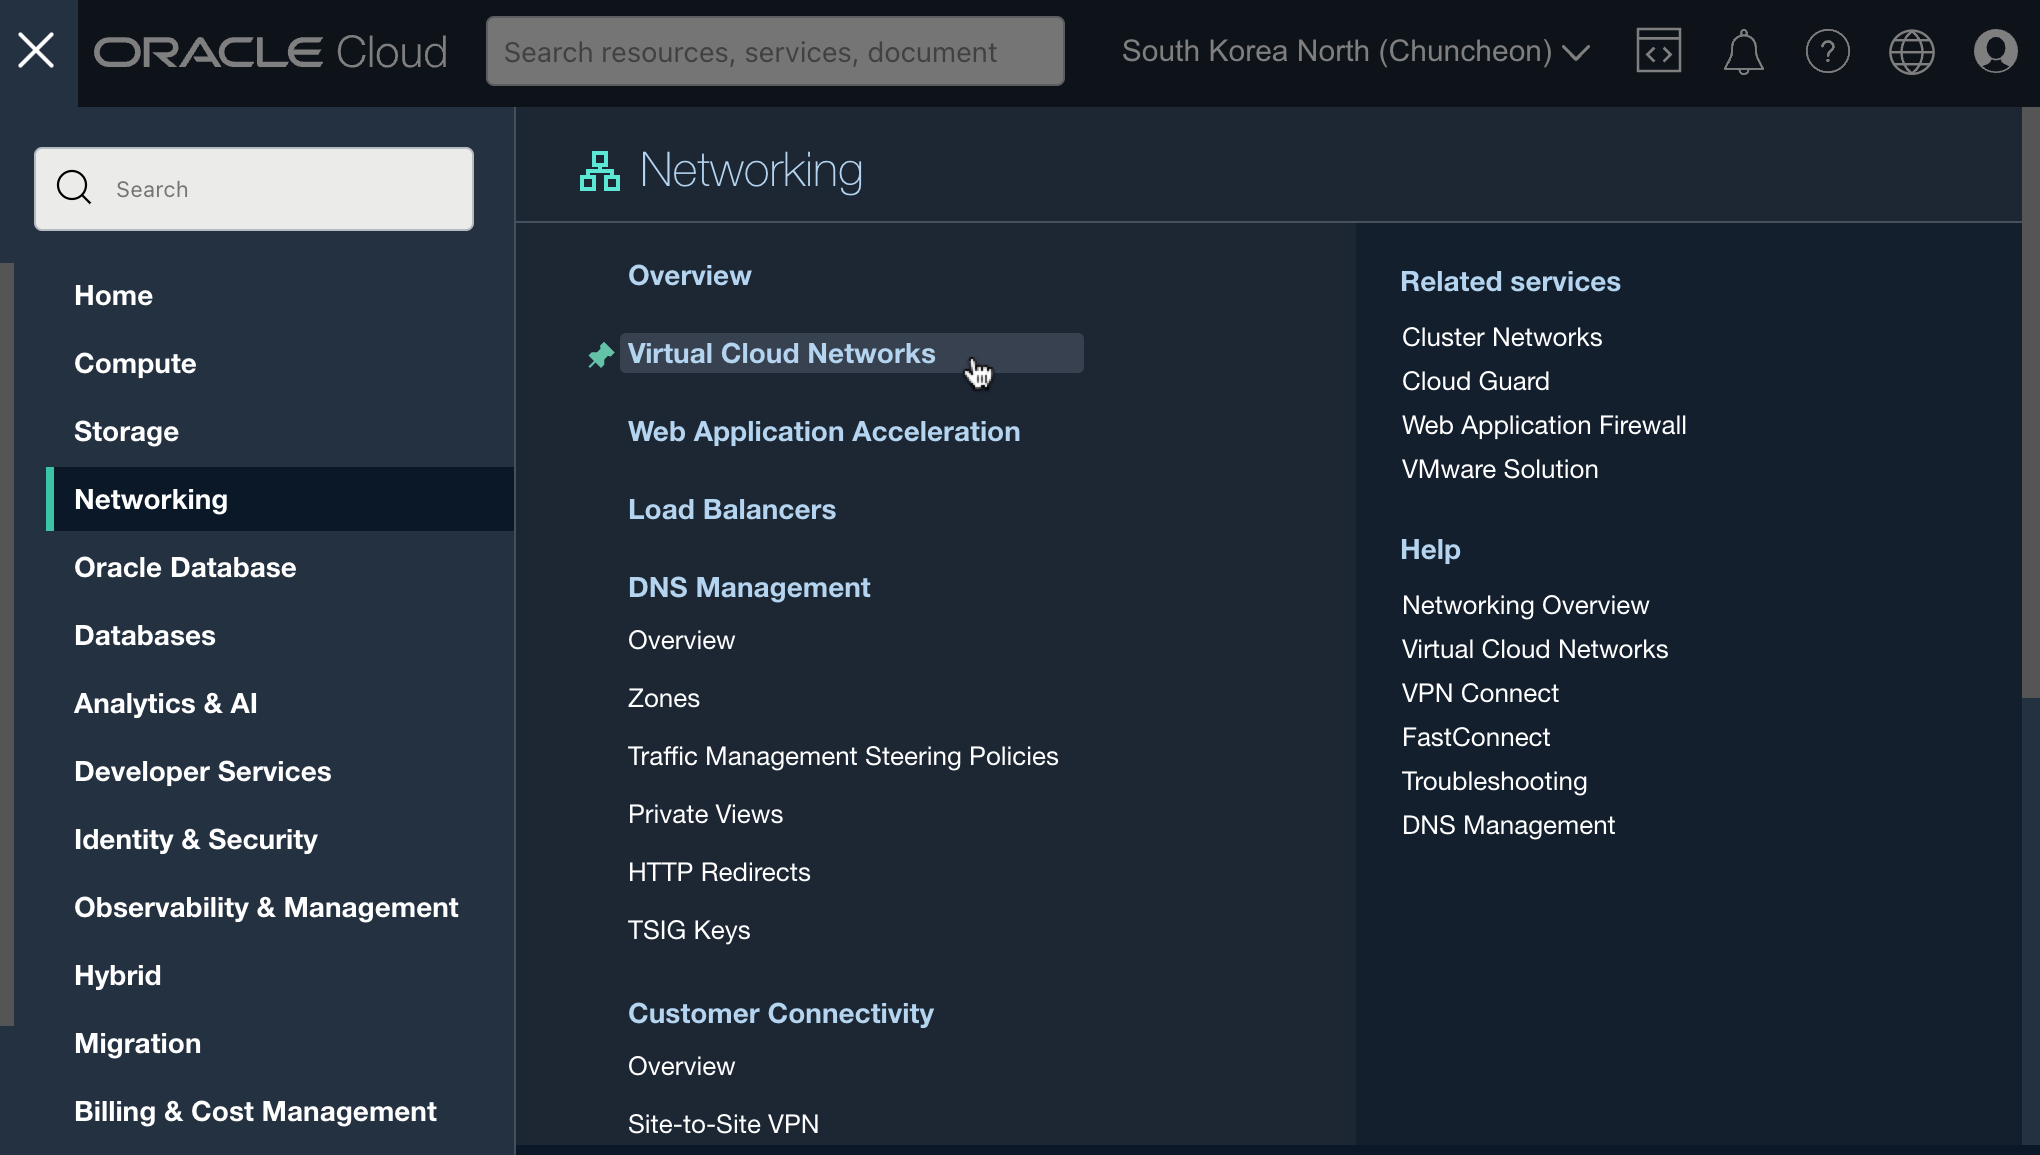 ORACLE Cloud
Search resources, services, document
South Korea North (Chuncheon)
Search
Home
Compute
Storage
Networking
Oracle Database
Databases
Analytics & AI
Developer Services
Identity & Security
Observability & Management
Hybrid
Migration
Billing & Cost Management
Networking
Overview
Virtual Cloud Networks
Web Application Acceleration
Load Balancers
DNS Management
Overview
Zones
Traffic Management Steering Policies
Private Views
HTTP Redirects
TSIG Keys
Customer Connectivity
Overview
Site-to-Site VPN
Related services
Cluster Networks
Cloud Guard
Web Application Firewall
VMware Solution
Help
Networking Overview
Virtual Cloud Networks
VPN Connect
FastConnect
Troubleshooting
DNS Management